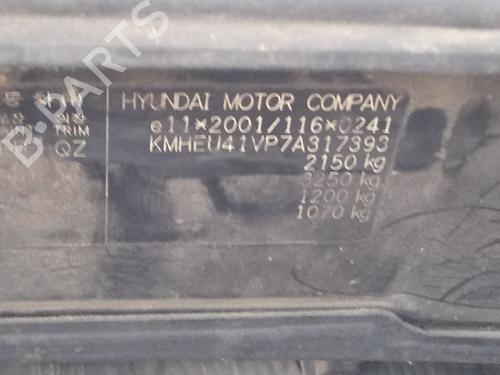 HYUNDAI MOTOR COMPANY
e11*2001/116*0241
KMHEU41VP7A317393
2150 kg
3250 kg
1200 kg
1070 kg
TRIM
QZ
B-PARTS